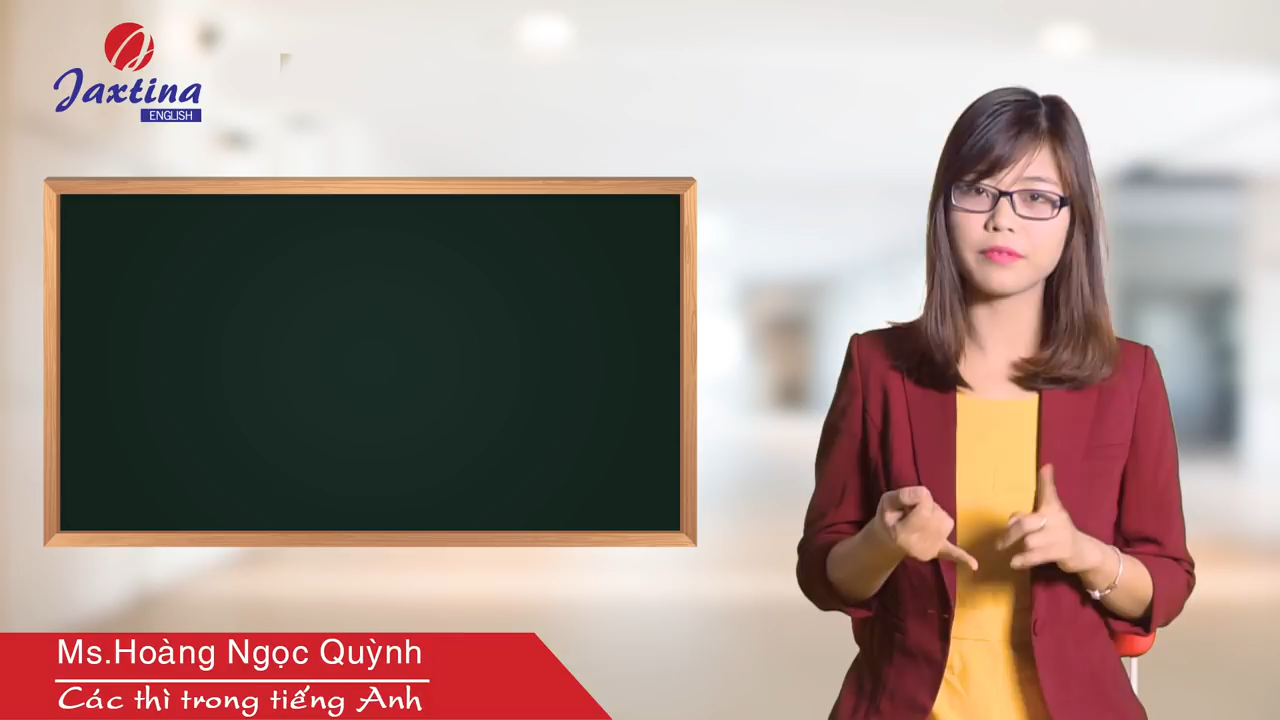 Jaxtina
ENGLISH
Ms.Hoàng Ngọc Quỳnh
Các thì trong tiếng Anh